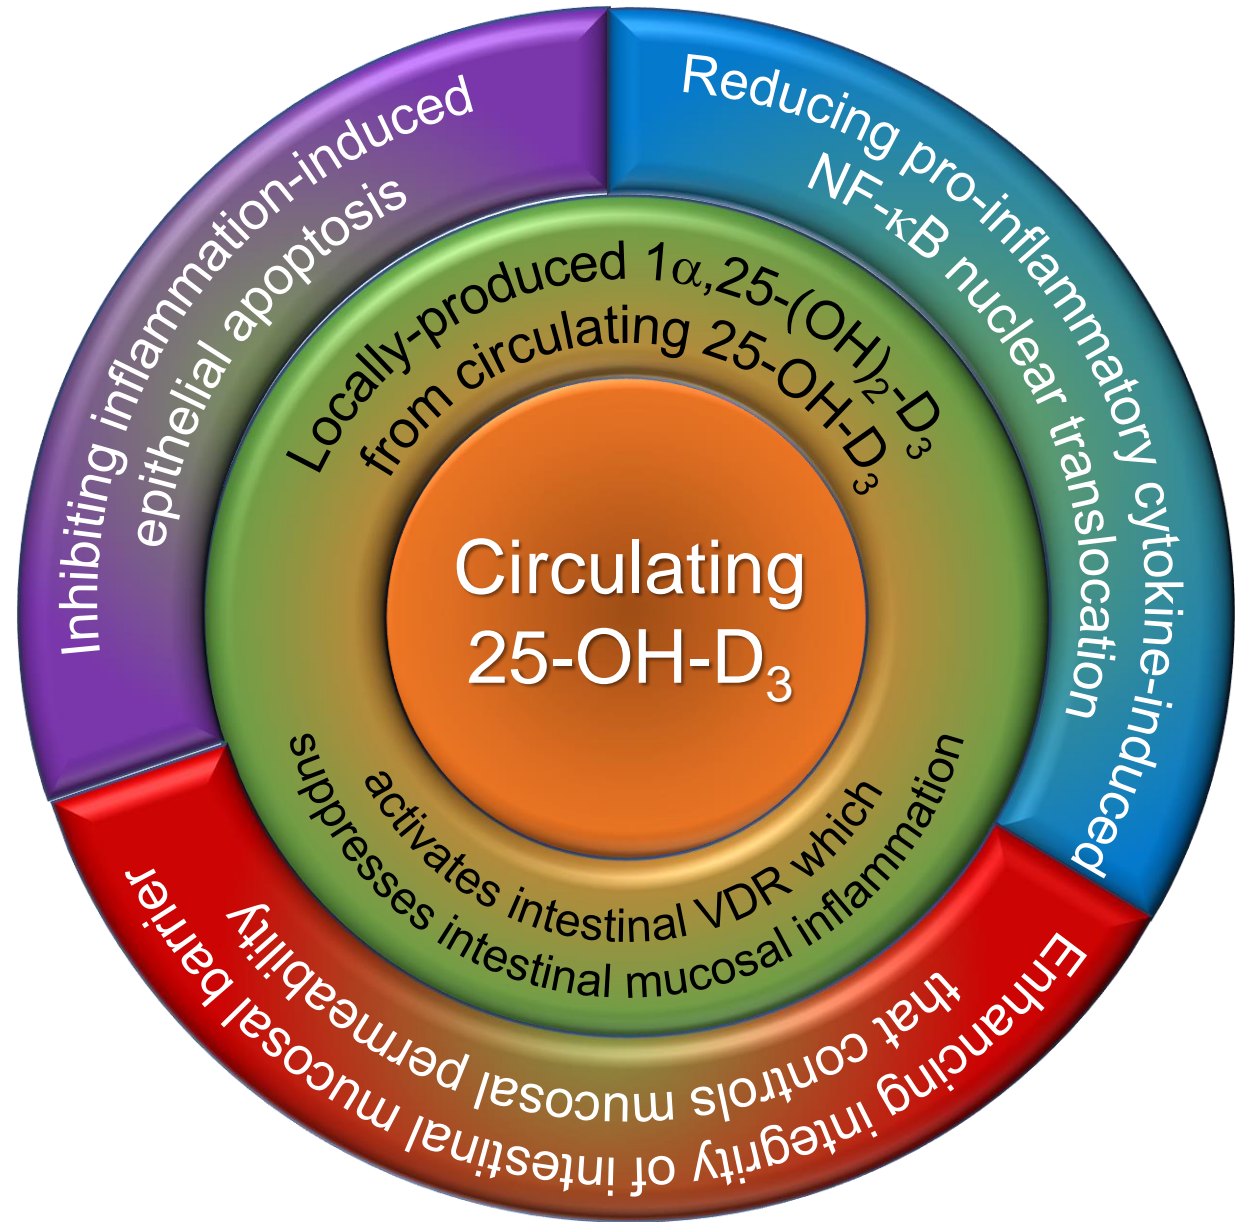 Circulating
25-OH-D₃
Locally-produced 1α,25-(OH)₂-D₃
from circulating 25-OH-D₃
activates intestinal VDR which
suppresses intestinal mucosal inflammation
Inhibiting inflammation-induced
epithelial apoptosis
Reducing pro-inflammatory cytokine-induced
NF-κB nuclear translocation
Enhancing integrity of intestinal mucosal barrier
that controls mucosal permeability